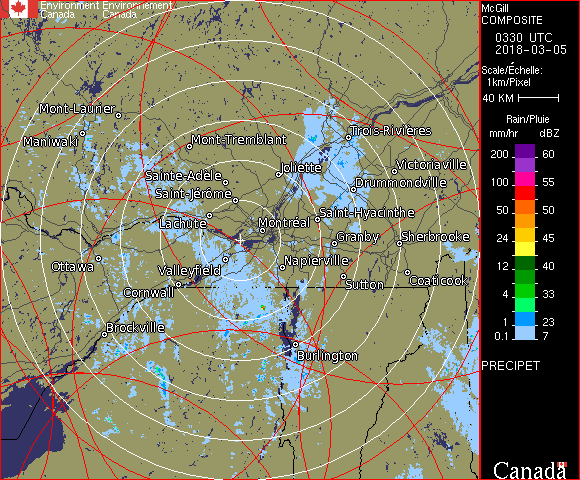 Environment Environnement
Canada Canada
McGill
COMPOSITE
0330 UTC
2018-03-05
Scale/Échelle:
1km/Pixel
40 KM
Rain/Pluie
mm/hr dBZ
200 60
100 55
50 50
24 45
12 40
4 33
1 23
0.1 7
PRECIPET
Canada
Mont-Laurier
Maniwaki
Mont-Tremblant
Trois-Rivières
Joliette
Victoriaville
Sainte-Adèle
Drummondville
Saint-Jérôme
Saint-Hyacinthe
Lachute
Montréal
Granby
Sherbrooke
Ottawa
Valleyfield
Napierville
Cornwall
Sutton
Coaticook
Brockville
Burlington